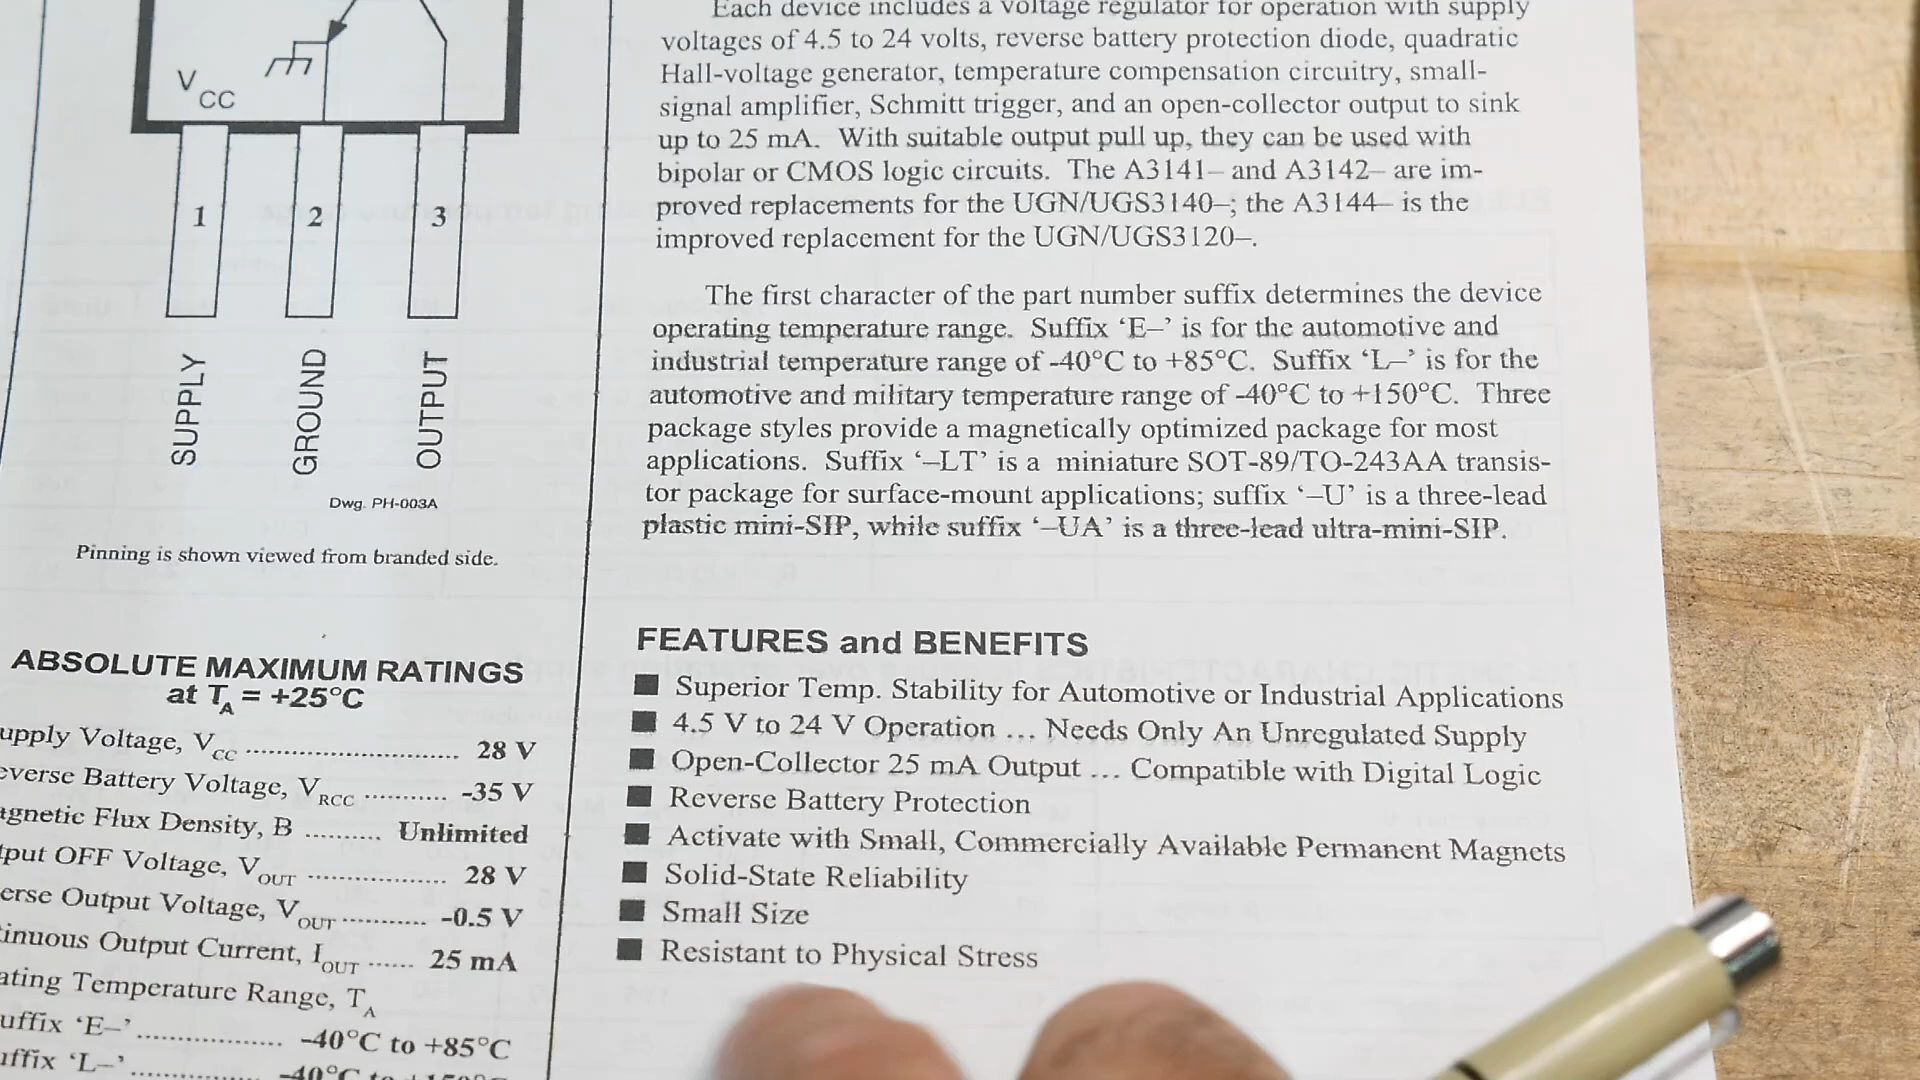 V CC
1 2 3
SUPPLY
GROUND
OUTPUT
Dwg. PH-003A
Pinning is shown viewed from branded side.
ABSOLUTE MAXIMUM RATINGS
at TA = +25°C
upply Voltage, VCC ........................... 28 V
everse Battery Voltage, VRCC ........... -35 V
agnetic Flux Density, B .......... Unlimited
tput OFF Voltage, VOUT .................. 28 V
erse Output Voltage, VOUT ........... -0.5 V
tinuous Output Current, IOUT ...... 25 mA
ating Temperature Range, TA
uffix ‘E–’ .................. -40°C to +85°C
uffix ‘L–’ ................ -40°C to +150°C
Each device includes a voltage regulator for operation with supply
voltages of 4.5 to 24 volts, reverse battery protection diode, quadratic
Hall-voltage generator, temperature compensation circuitry, small-
signal amplifier, Schmitt trigger, and an open-collector output to sink
up to 25 mA. With suitable output pull up, they can be used with
bipolar or CMOS logic circuits. The A3141– and A3142– are im-
proved replacements for the UGN/UGS3140–; the A3144– is the
improved replacement for the UGN/UGS3120–.
The first character of the part number suffix determines the device
operating temperature range. Suffix ‘E–’ is for the automotive and
industrial temperature range of -40°C to +85°C. Suffix ‘L–’ is for the
automotive and military temperature range of -40°C to +150°C. Three
package styles provide a magnetically optimized package for most
applications. Suffix ‘–LT’ is a miniature SOT-89/TO-243AA transis-
tor package for surface-mount applications; suffix ‘–U’ is a three-lead
plastic mini-SIP, while suffix ‘–UA’ is a three-lead ultra-mini-SIP.
FEATURES and BENEFITS
■ Superior Temp. Stability for Automotive or Industrial Applications
■ 4.5 V to 24 V Operation ... Needs Only An Unregulated Supply
■ Open-Collector 25 mA Output ... Compatible with Digital Logic
■ Reverse Battery Protection
■ Activate with Small, Commercially Available Permanent Magnets
■ Solid-State Reliability
■ Small Size
■ Resistant to Physical Stress